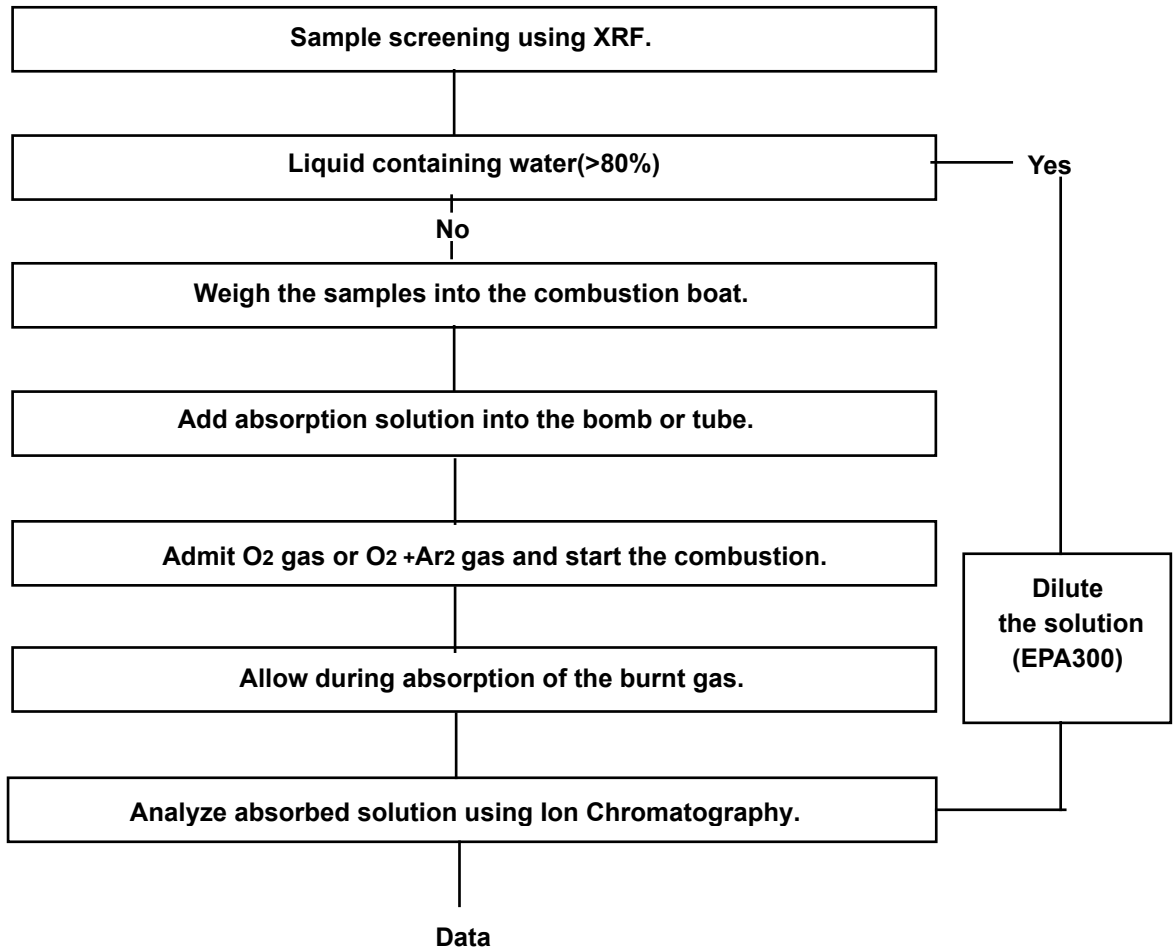 Sample screening using XRF.
Liquid containing water(>80%)
Yes
No
Weigh the samples into the combustion boat.
Add absorption solution into the bomb or tube.
Admit O2 gas or O2 +Ar2 gas and start the combustion.
Dilute
the solution
(EPA300)
Allow during absorption of the burnt gas.
Analyze absorbed solution using Ion Chromatography.
Data